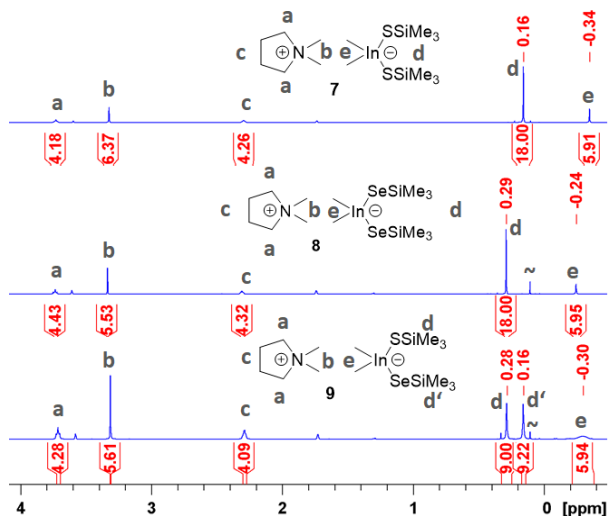 a
c
N
+
b
e
In
−
SSiMe3
d
SSiMe3
a
7
a
b
c
d
0.16
-0.34
4.18
6.37
4.26
18.00
5.91
a
c
N
+
b
e
In
−
SeSiMe3
d
SeSiMe3
a
8
a
b
c
d
~
e
0.29
-0.24
4.43
5.53
4.32
18.00
5.95
a
c
N
+
b
e
In
−
SSiMe3
d
SeSiMe3
d‘
a
9
a
b
c
d
d‘
~
e
0.28
0.16
-0.30
4.28
5.61
4.09
9.00
9.22
5.94
4 3 2 1 0 [ppm]